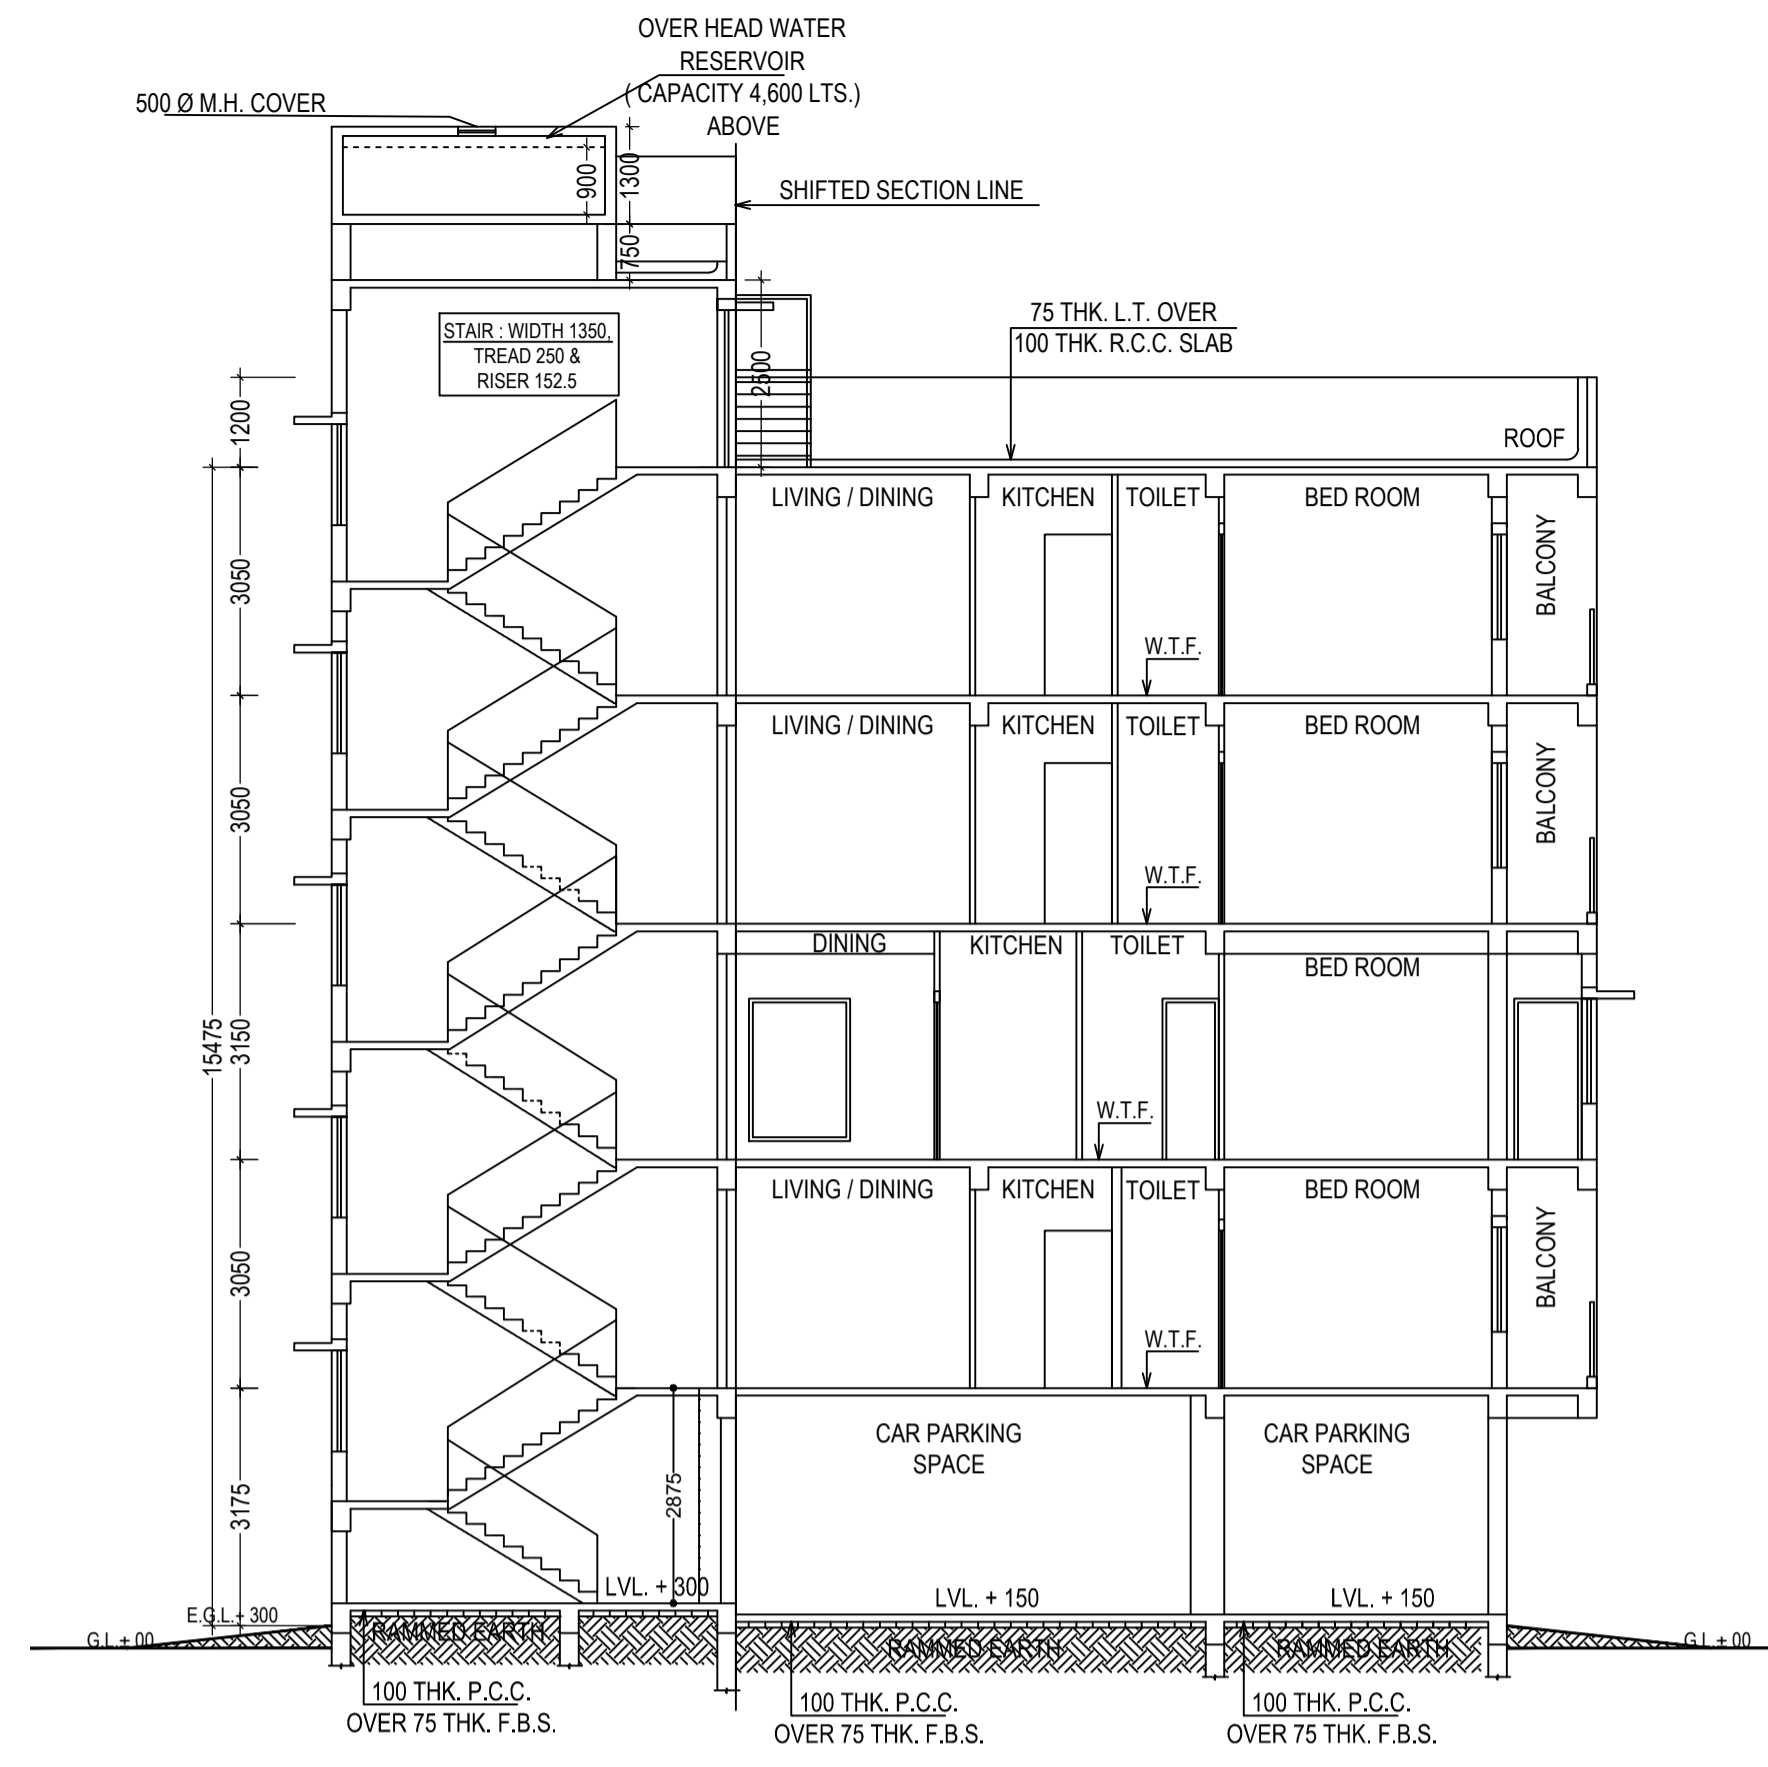 OVER HEAD WATER
RESERVOIR
( CAPACITY 4,600 LTS.)
ABOVE
500 Ø M.H. COVER
900
1300
SHIFTED SECTION LINE
750
STAIR : WIDTH 1350,
TREAD 250 &
RISER 152.5
2500
75 THK. L.T. OVER
100 THK. R.C.C. SLAB
1200
ROOF
LIVING / DINING
KITCHEN
TOILET
BED ROOM
BALCONY
3050
W.T.F.
LIVING / DINING
KITCHEN
TOILET
BED ROOM
BALCONY
3050
W.T.F.
DINING
KITCHEN
TOILET
BED ROOM
15475
3150
W.T.F.
LIVING / DINING
KITCHEN
TOILET
BED ROOM
BALCONY
3050
W.T.F.
CAR PARKING
SPACE
CAR PARKING
SPACE
3175
2875
LVL. + 300
LVL. + 150
LVL. + 150
E.G.L.+ 300
G.L.+ 00
RAMMED EARTH
RAMMED EARTH
RAMMED EARTH
G.L.+ 00
100 THK. P.C.C.
OVER 75 THK. F.B.S.
100 THK. P.C.C.
OVER 75 THK. F.B.S.
100 THK. P.C.C.
OVER 75 THK. F.B.S.